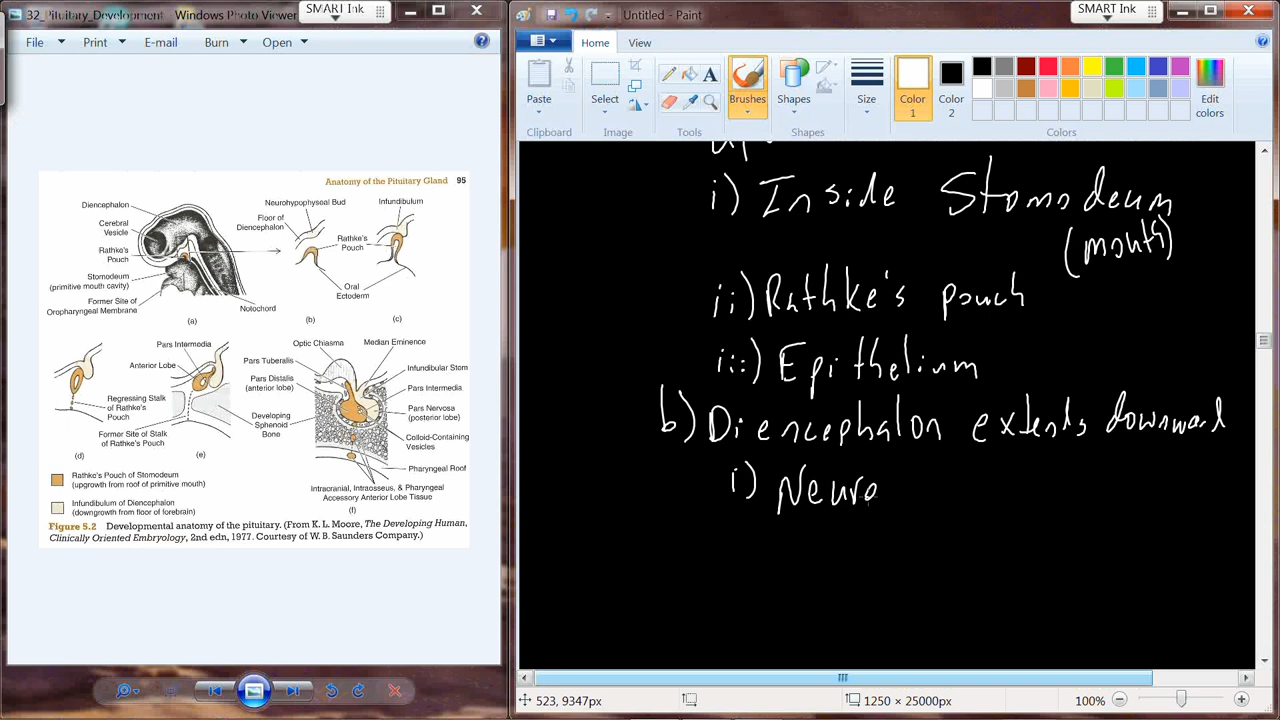 32_Pituitary_Development - Windows Photo Viewer
SMART Ink
File
Print
E-mail
Burn
Open
Anatomy of the Pituitary Gland 95
Diencephalon
Cerebral
Vesicle
Rathke's
Pouch
Stomodeum
(primitive mouth cavity)
Former Site of
Oropharyngeal Membrane
Notochord
(a)
Neurohypophyseal Bud
Floor of
Diencephalon
Rathke's
Pouch
Oral
Ectoderm
(b)
Infundibulum
(c)
Pars Intermedia
Anterior Lobe
Regressing Stalk
of Rathke's
Pouch
Former Site of Stalk
of Rathke's Pouch
(d)
(e)
Developing
Sphenoid
Bone
Optic Chiasma
Median Eminence
Pars Tuberalis
Pars Distalis
(anterior lobe)
Infundibular Stem
Pars Intermedia
Pars Nervosa
(posterior lobe)
Colloid-Containing
Vesicles
Pharyngeal Roof
Intraoranial, Intraosseus, & Pharyngeal
Accessory Anterior Lobe Tissue
(f)
Rathke's Pouch of Stomodeum
(upgrowth from roof of primitive mouth)
Infundibulum of Diencephalon
(downgrowth from floor of forebrain)
Figure 5.2 Developmental anatomy of the pituitary. (From K. L. Moore, The Developing Human,
Clinically Oriented Embryology, 2nd edn, 1977. Courtesy of W. B. Saunders Company.)
Untitled - Paint
SMART Ink
Home
View
Paste
Select
Brushes
Shapes
Size
Color
1
Color
2
Edit
colors
Clipboard
Image
Tools
Shapes
Colors
i) Inside Stomodeum
(mouth)
ii) Rathke's pouch
iii) Epithelium
b) Diencephalon extends downward
i) Neuro
523, 9347px
1250 × 25000px
100%